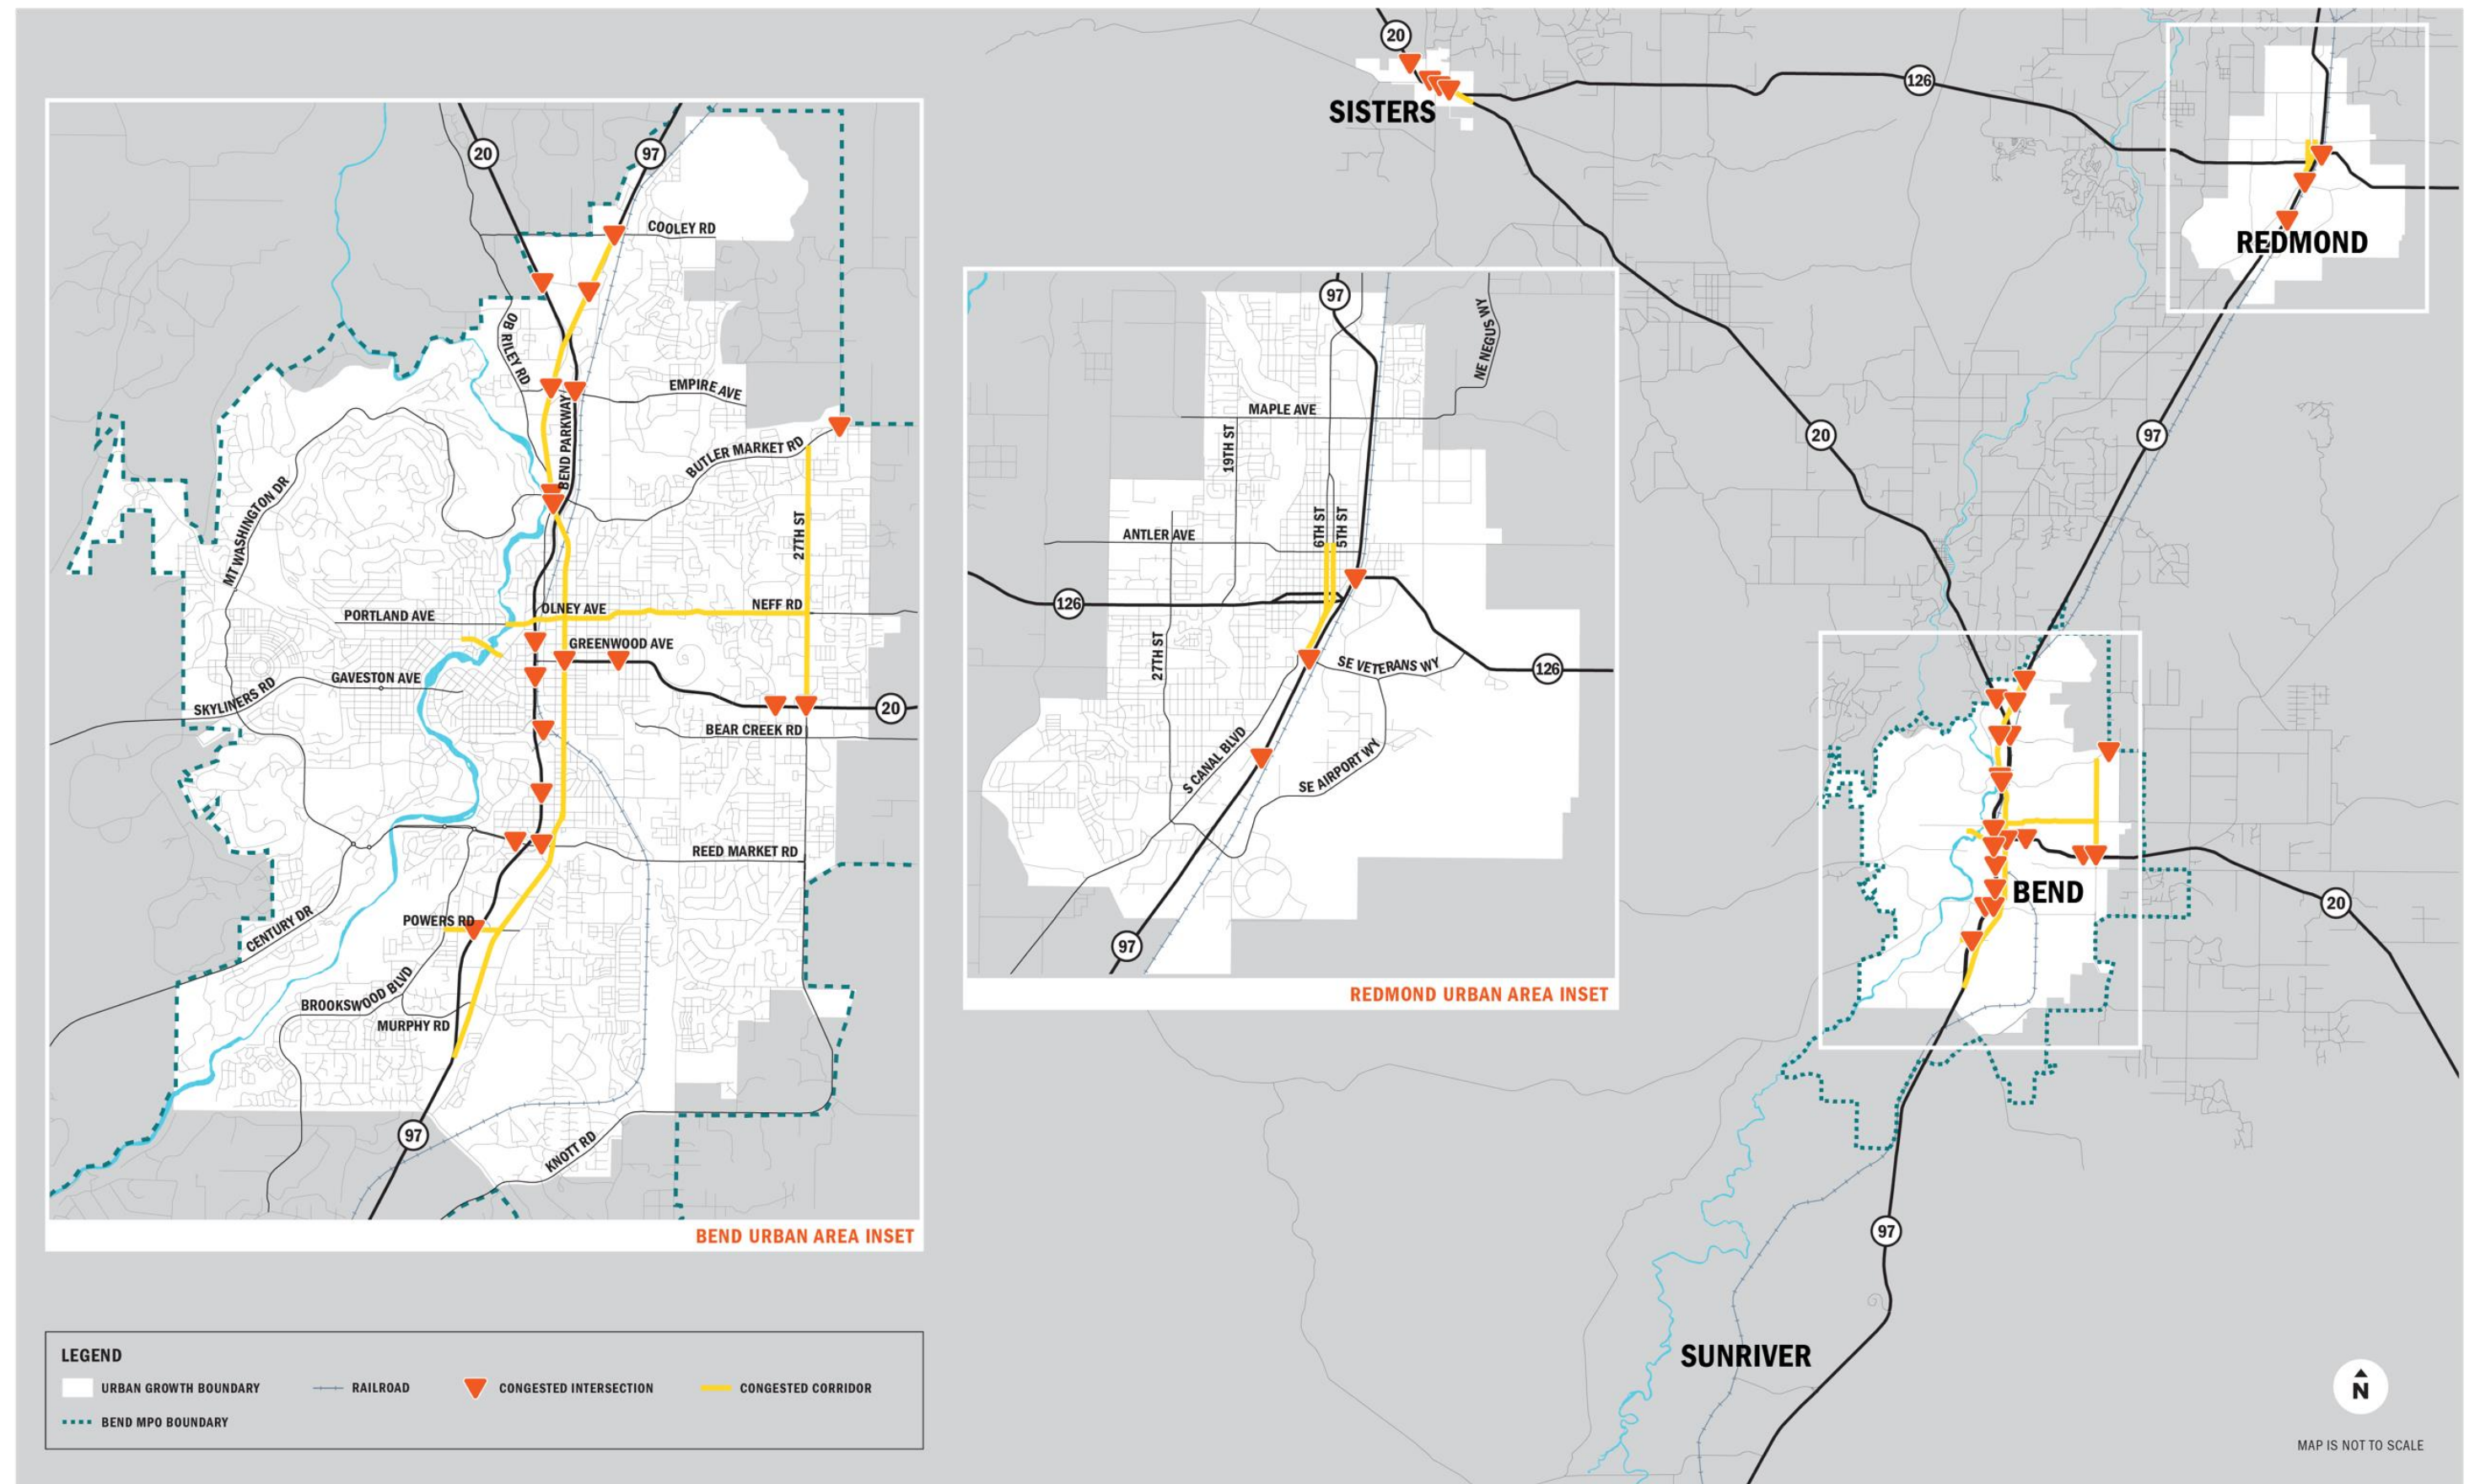 20
97
COOLEY RD
OB RILEY RD
EMPIRE AVE
BEND PARKWAY
BUTLER MARKET RD
MT WASHINGTON DR
27TH ST
PORTLAND AVE
OLNEY AVE
NEFF RD
GREENWOOD AVE
GAVESTON AVE
SKYLINERS RD
20
BEAR CREEK RD
REED MARKET RD
POWERS RD
CENTURY DR
BROOKSWOOD BLVD
MURPHY RD
97
KNOTT RD
BEND URBAN AREA INSET
LEGEND
URBAN GROWTH BOUNDARY
RAILROAD
CONGESTED INTERSECTION
CONGESTED CORRIDOR
BEND MPO BOUNDARY
20
SISTERS
126
REDMOND
97
NE NEGUS WY
MAPLE AVE
19TH ST
6TH ST
5TH ST
ANTLER AVE
126
27TH ST
SE VETERANS WY
126
S CANAL BLVD
SE AIRPORT WY
97
REDMOND URBAN AREA INSET
20
97
BEND
20
97
SUNRIVER
N
MAP IS NOT TO SCALE